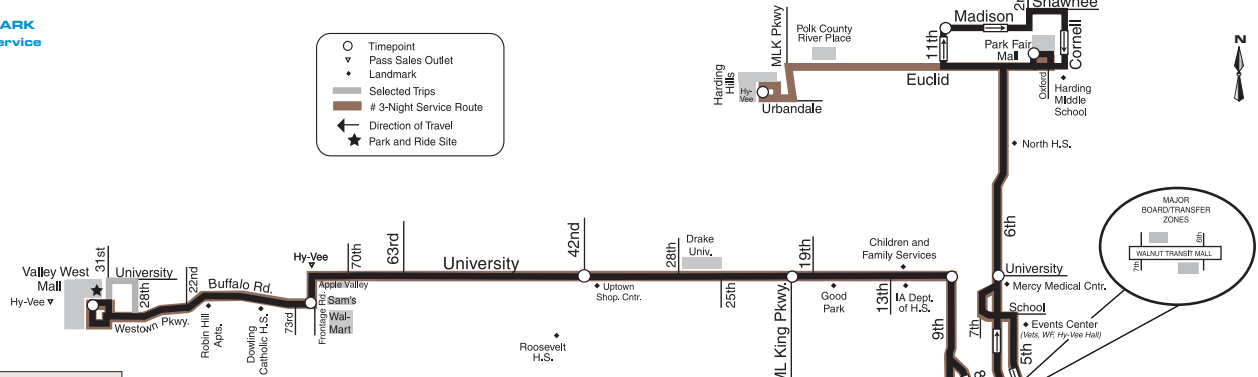 ARK
ervice
Timepoint
Pass Sales Outlet
Landmark
Selected Trips
# 3-Night Service Route
Direction of Travel
Park and Ride Site
MLK Pkwy
Polk County
River Place
Harding
Hills
Hy-
Vee
Urbandale
Euclid
11th
Madison
Shawnee
Cornell
Park Fair
Mall
Oxford
Harding
Middle
School
N
North H.S.
6th
MAJOR
BOARD/TRANSFER
ZONES
7th
6th
WALNUT TRANSIT MALL
Valley West
Mall
Hy-Vee
31st
University
28th
22nd
Westown Pkwy.
Buffalo Rd.
Robin Hill
Apts.
Dowling
Catholic H.S.
Hy-Vee
73rd
Frontage Rd.
70th
Apple Valley
Sam's
Wal-
Mart
63rd
University
42nd
Uptown
Shop. Cntr.
Roosevelt
H.S.
28th
Drake
Univ.
25th
19th
ML King Pkwy.
Good
Park
Children and
Family Services
13th
IA Dept.
of H.S.
9th
University
Mercy Medical Cntr.
School
7th
Events Center
(Vets, WF, Hy-Vee Hall)
5th